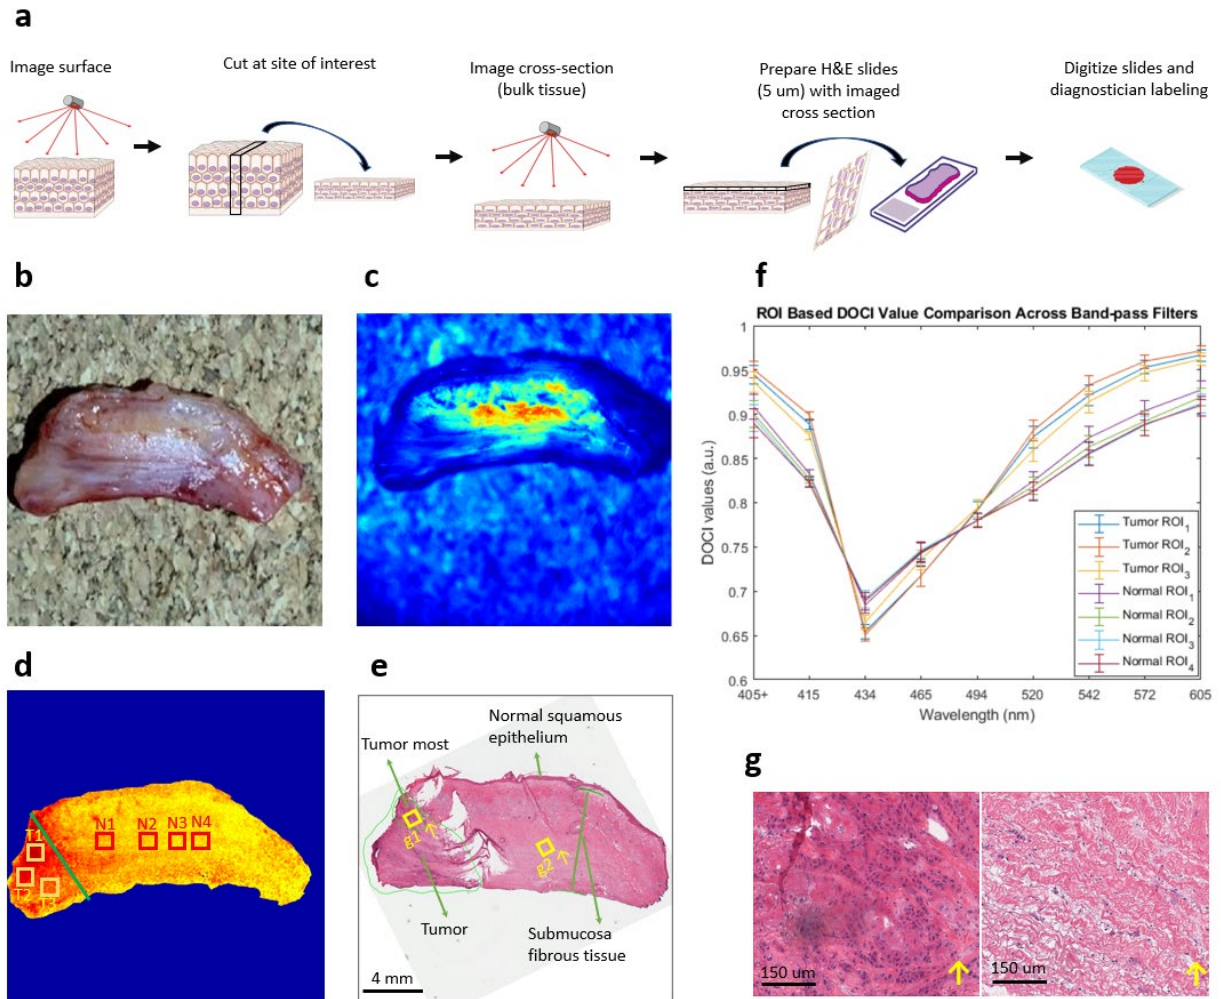 a
Image surface
Cut at site of interest
Image cross-section
(bulk tissue)
Prepare H&E slides
(5 um) with imaged
cross section
Digitize slides and
diagnostician labeling
b
c
d
N1
N2
N3
N4
T1
T2
T3
e
Normal squamous
epithelium
Tumor most
g1
g2
Tumor
Submucosa
fibrous tissue
4 mm
f
ROI Based DOCI Value Comparison Across Band-pass Filters
DOCI values (a.u.)
1
0.95
0.9
0.85
0.8
0.75
0.7
0.65
0.6
405+
415
434
465
494
520
542
572
605
Wavelength (nm)
Tumor ROI1
Tumor ROI2
Tumor ROI3
Normal ROI1
Normal ROI2
Normal ROI3
Normal ROI4
g
150 um
150 um